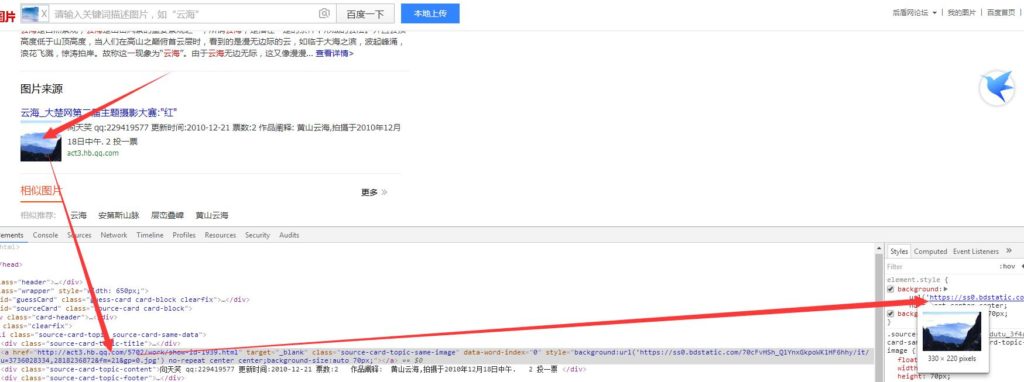 图片
X
请输入关键词描述图片，如“云海”
百度一下
本地上传
后盾网论坛
我的图片
百度首页
高度低于山顶高度，当人们在高山之巅俯首云层时，看到的是漫无边际的云，如临于大海之滨，波起峰涌，
浪花飞溅，惊涛拍岸。故称这一现象为“云海”。由于云海无边无际，这又像漫漫... 查看详情>
图片来源
云海_大楚网第二届主题摄影大赛:“红”
问天笑 qq:229419577 更新时间:2010-12-21 票数:2 作品阐释: 黄山云海,拍摄于2010年12月
18日中午. 2 投一票
act3.hb.qq.com
相似图片
更多 »
相似推荐: 云海 安第斯山脉 层峦叠嶂 黄山云海
ements Console Sources Network Timeline Profiles Resources Security Audits
html>
/head>
lass="header">…</div>
lass="wrapper" style="width: 650px;">
id="guessCard" class="guess-card card-block clearfix">…</div>
id="sourceCard" class="source-card card-block">
class="card-header">…</div>
class="clearfix">
i class="source-card-topic source-card-same-data">
<div class="source-card-topic-title">…</div>
<a href="http://act3.hb.qq.com/5702/work/show-id-1939.html" target="_blank" class="source-card-topic-same-image" data-word-index="0" style="background:url('https://ss0.bdstatic.com/70cFvHSh_Q1YnxGkpoWK1HF6hhy/it/
u=3736028334,2818236872&fm=21&gp=0.jpg') no-repeat center center;background-size:auto 70px;"></a> == $0
<div class="source-card-topic-content">问天笑 qq:229419577 更新时间:2010-12-21 票数:2 作品阐释: 黄山云海,拍摄于2010年12月18日中午. 2 投一票 </div>
<div class="source-card-topic-footer">…</div>
Styles Computed Event Listeners »
Filter
:hov
element.style {
background:
url('https://ss0.bdstatic.co
center center;
70px;
}
.source-card-topic-same-
image {
330 × 220 pixels
height: 70px;